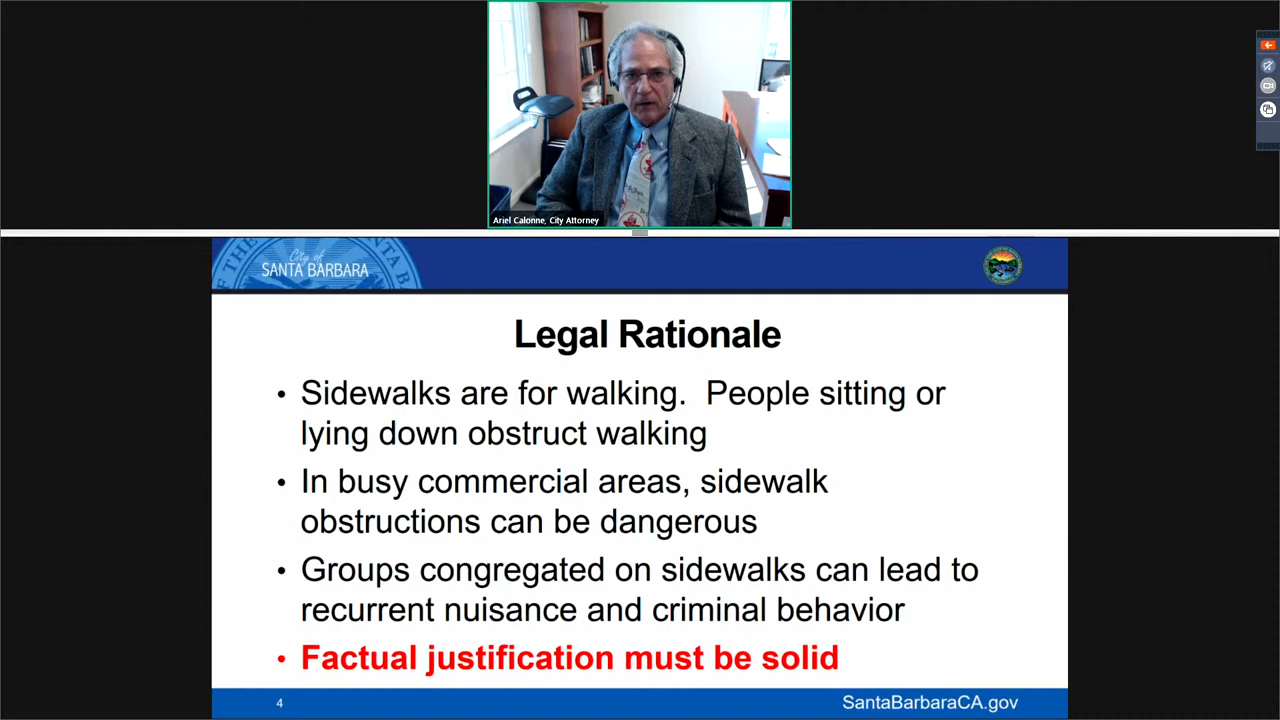 Ariel Calonne, City Attorney
City of
SANTA BARBARA
Legal Rationale
• Sidewalks are for walking. People sitting or
lying down obstruct walking
• In busy commercial areas, sidewalk
obstructions can be dangerous
• Groups congregated on sidewalks can lead to
recurrent nuisance and criminal behavior
• Factual justification must be solid
4
SantaBarbaraCA.gov